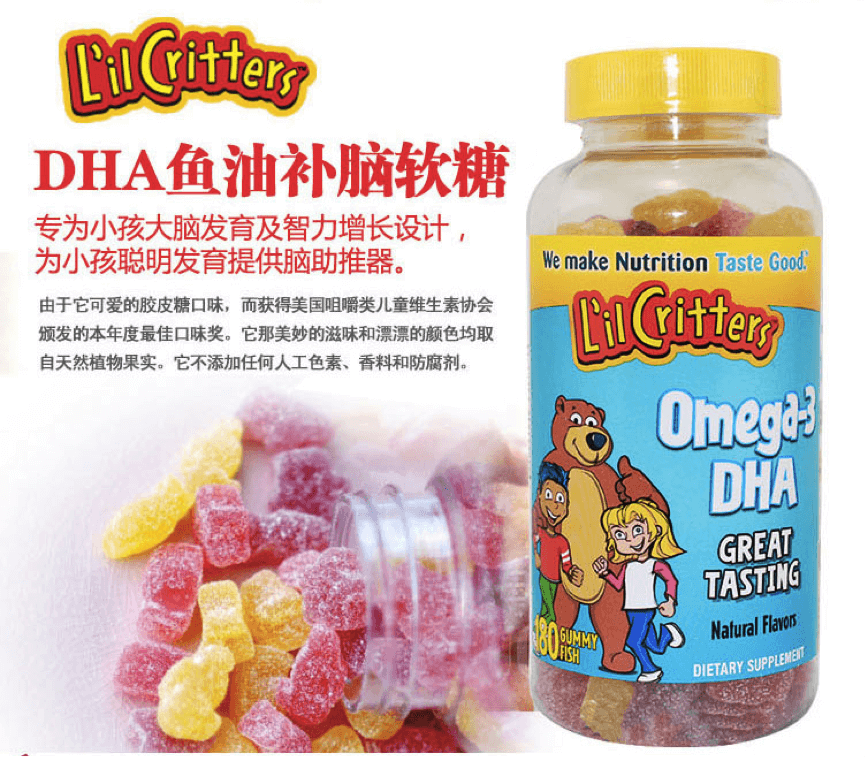 L'il Critters™
DHA鱼油补脑软糖
专为小孩大脑发育及智力增长设计，
为小孩聪明发育提供脑助推器。
由于它可爱的胶皮糖口味，而获得美国咀嚼类儿童维生素协会
颁发的本年度最佳口味奖。它那美妙的滋味和漂漂的颜色均取
自天然植物果实。它不添加任何人工色素、香料和防腐剂。
We make Nutrition Taste Good.™
L'il Critters
Omega-3
DHA
GREAT
TASTING
Natural Flavors
180 GUMMY
FISH
DIETARY SUPPLEMENT